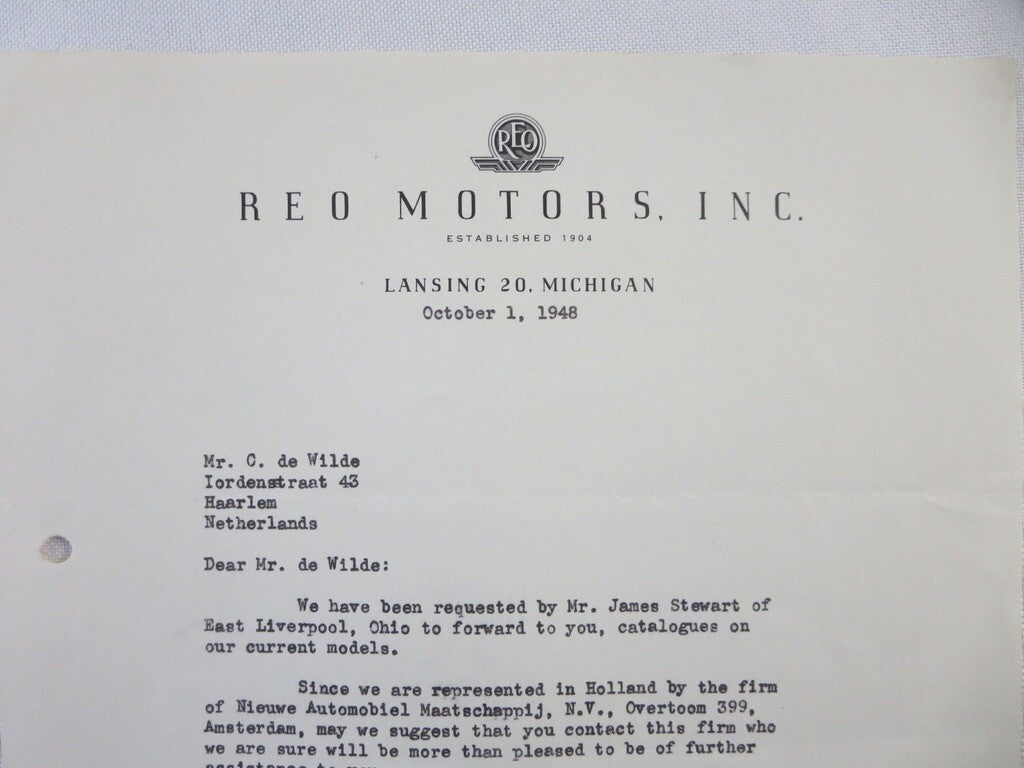 REO
REO MOTORS, INC.
ESTABLISHED 1904
LANSING 20, MICHIGAN
October 1, 1948
Mr. C. de Wilde
Iordenstraat 43
Haarlem
Netherlands
Dear Mr. de Wilde:
We have been requested by Mr. James Stewart of
East Liverpool, Ohio to forward to you, catalogues on
our current models.
Since we are represented in Holland by the firm
of Nieuwe Automobiel Maatschappij, N.V., Overtoom 399,
Amsterdam, may we suggest that you contact this firm who
we are sure will be more than pleased to be of further
assistance to you